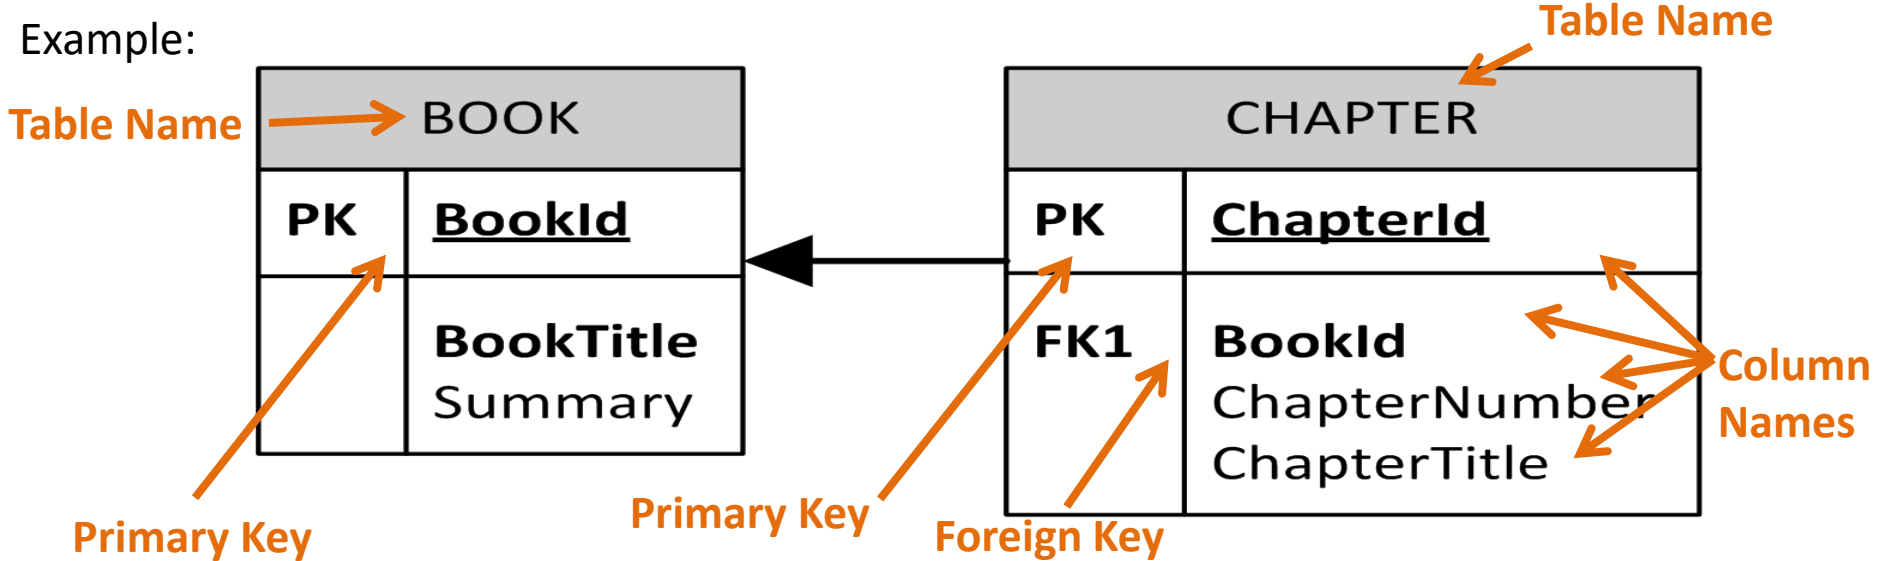 Example:
Table Name
BOOK
PK BookId
BookTitle
Summary
Primary Key
Table Name
CHAPTER
PK ChapterId
FK1 BookId
ChapterNumber
ChapterTitle
Column
Names
Primary Key
Foreign Key